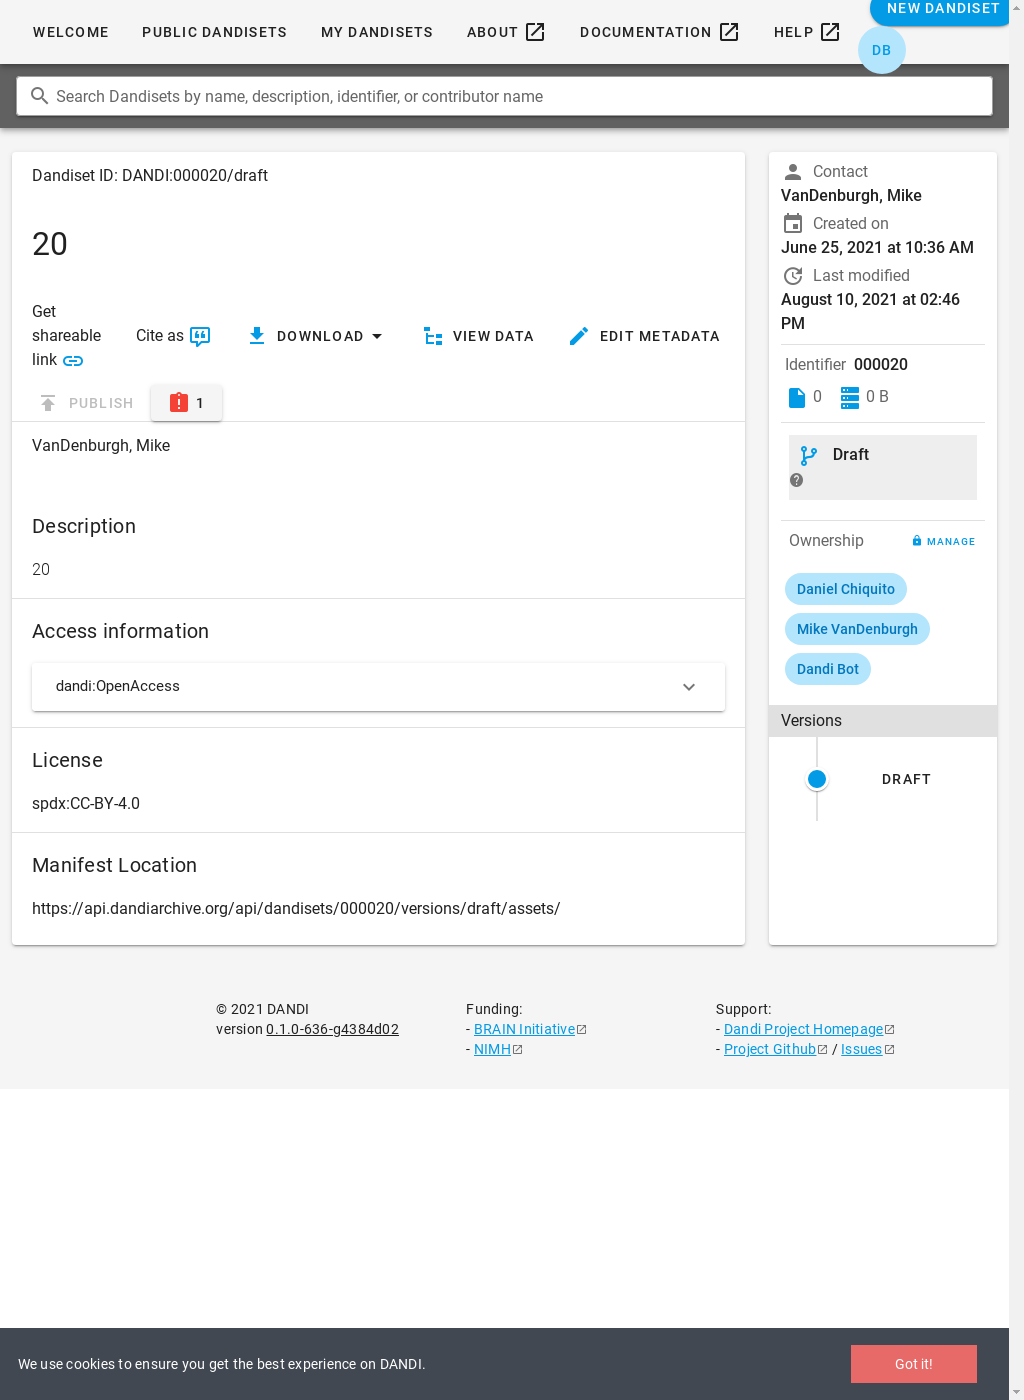 WELCOME
PUBLIC DANDISETS
MY DANDISETS
ABOUT
DOCUMENTATION
HELP
NEW DANDISET
DB
Search Dandisets by name, description, identifier, or contributor name
Dandiset ID: DANDI:000020/draft
20
Get
shareable
link
Cite as
DOWNLOAD
VIEW DATA
EDIT METADATA
PUBLISH
1
VanDenburgh, Mike
Description
20
Access information
dandi:OpenAccess
License
spdx:CC-BY-4.0
Manifest Location
https://api.dandiarchive.org/api/dandisets/000020/versions/draft/assets/
Contact
VanDenburgh, Mike
Created on
June 25, 2021 at 10:36 AM
Last modified
August 10, 2021 at 02:46
PM
Identifier 000020
0
0 B
Draft
Ownership
MANAGE
Daniel Chiquito
Mike VanDenburgh
Dandi Bot
Versions
DRAFT
© 2021 DANDI
version 0.1.0-636-g4384d02
Funding:
- BRAIN Initiative
- NIMH
Support:
- Dandi Project Homepage
- Project Github / Issues
We use cookies to ensure you get the best experience on DANDI.
Got it!